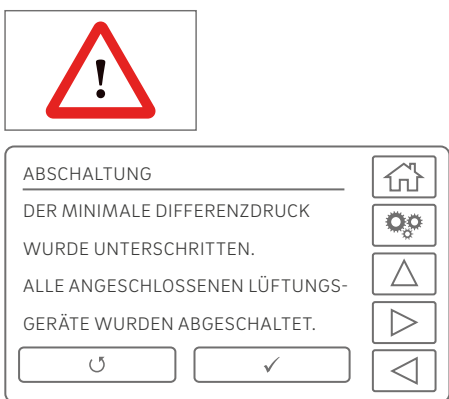 !
ABSCHALTUNG
DER MINIMALE DIFFERENZDRUCK
WURDE UNTERSCHRITTEN.
ALLE ANGESCHLOSSENEN LÜFTUNGS-
GERÄTE WURDEN ABGESCHALTET.